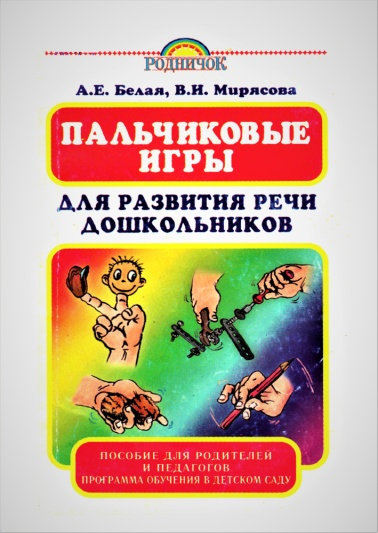 РОДНИЧОК
А.Е. Белая, В.И. Мирясова
ПАЛЬЧИКОВЫЕ
ИГРЫ
ДЛЯ РАЗВИТИЯ РЕЧИ
ДОШКОЛЬНИКОВ
ПОСОБИЕ ДЛЯ РОДИТЕЛЕЙ
И ПЕДАГОГОВ
ПРОГРАММА ОБУЧЕНИЯ В ДЕТСКОМ САДУ